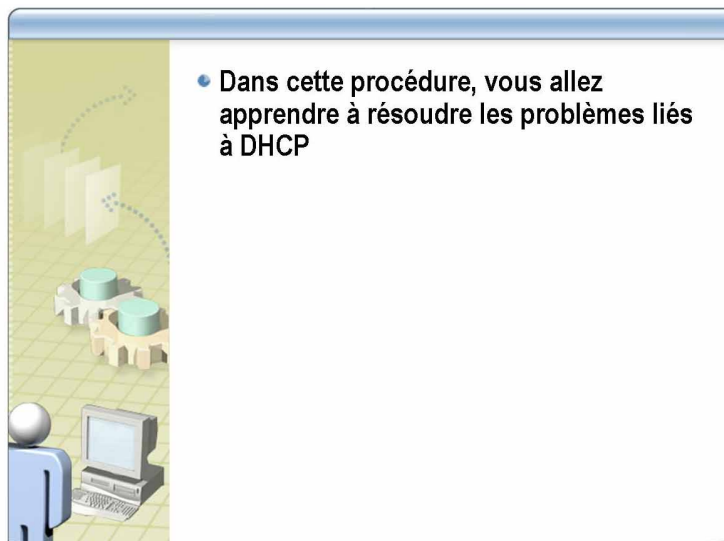 Dans cette procédure, vous allez
apprendre à résoudre les problèmes liés
à DHCP